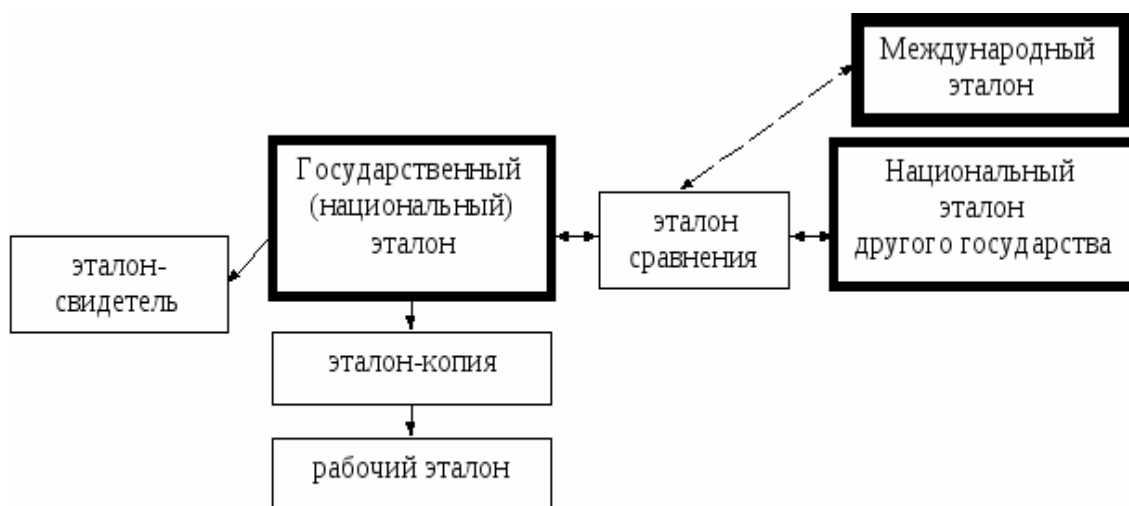 Международный
эталон
Государственный
(национальный)
эталон
Национальный
эталон
другого государства
эталон
сравнения
эталон-
свидетель
эталон-копия
рабочий эталон